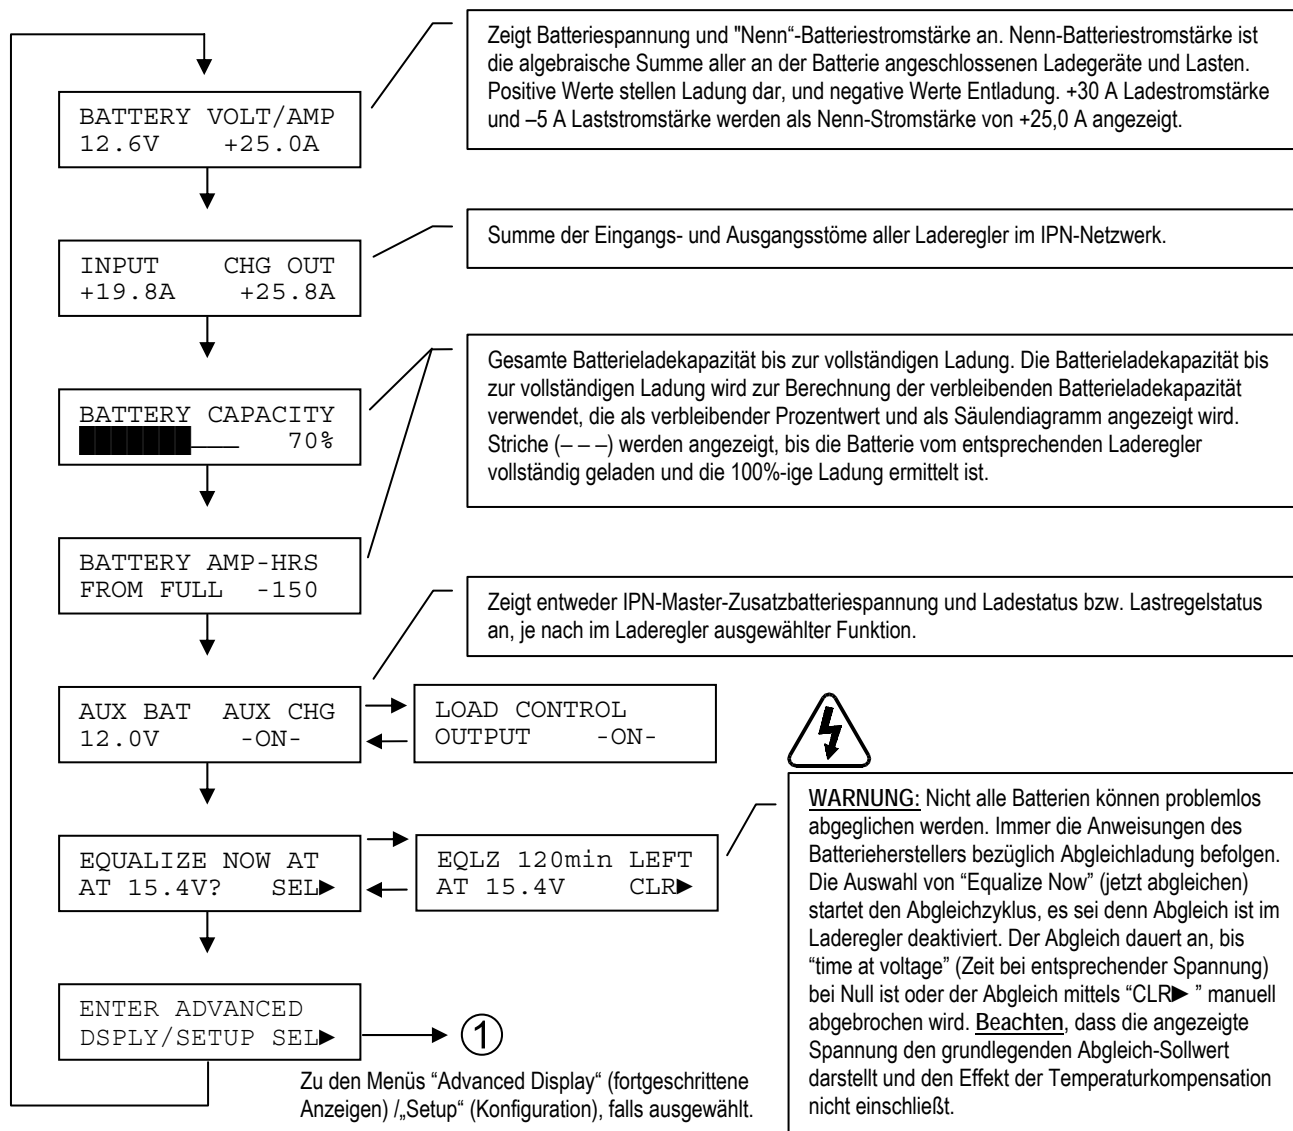 Zeigt Batteriespannung und "Nenn“-Batteriestromstärke an. Nenn-Batteriestromstärke ist
die algebraische Summe aller an der Batterie angeschlossenen Ladegeräte und Lasten.
Positive Werte stellen Ladung dar, und negative Werte Entladung. +30 A Ladestromstärke
und –5 A Laststromstärke werden als Nenn-Stromstärke von +25,0 A angezeigt.
BATTERY VOLT/AMP
12.6V +25.0A
Summe der Eingangs- und Ausgangsstöme aller Laderegler im IPN-Netzwerk.
INPUT CHG OUT
+19.8A +25.8A
Gesamte Batterieladekapazität bis zur vollständigen Ladung. Die Batterieladekapazität bis
zur vollständigen Ladung wird zur Berechnung der verbleibenden Batterieladekapazität
verwendet, die als verbleibender Prozentwert und als Säulendiagramm angezeigt wird.
Striche (– – –) werden angezeigt, bis die Batterie vom entsprechenden Laderegler
vollständig geladen und die 100%-ige Ladung ermittelt ist.
BATTERY CAPACITY
███████___ 70%
BATTERY AMP-HRS
FROM FULL -150
Zeigt entweder IPN-Master-Zusatzbatteriespannung und Ladestatus bzw. Lastregelstatus
an, je nach im Laderegler ausgewählter Funktion.
AUX BAT AUX CHG
12.0V -ON-
LOAD CONTROL
OUTPUT -ON-
EQUALIZE NOW AT
AT 15.4V? SEL►
EQLZ 120min LEFT
AT 15.4V CLR►
WARNUNG: Nicht alle Batterien können problemlos
abgeglichen werden. Immer die Anweisungen des
Batterieherstellers bezüglich Abgleichladung befolgen.
Die Auswahl von “Equalize Now” (jetzt abgleichen)
startet den Abgleichzyklus, es sei denn Abgleich ist im
Laderegler deaktiviert. Der Abgleich dauert an, bis
“time at voltage” (Zeit bei entsprechender Spannung)
bei Null ist oder der Abgleich mittels “CLR► ” manuell
abgebrochen wird. Beachten, dass die angezeigte
Spannung den grundlegenden Abgleich-Sollwert
darstellt und den Effekt der Temperaturkompensation
nicht einschließt.
ENTER ADVANCED
DSPLY/SETUP SEL►
①
Zu den Menüs “Advanced Display“ (fortgeschrittene
Anzeigen) /„Setup“ (Konfiguration), falls ausgewählt.